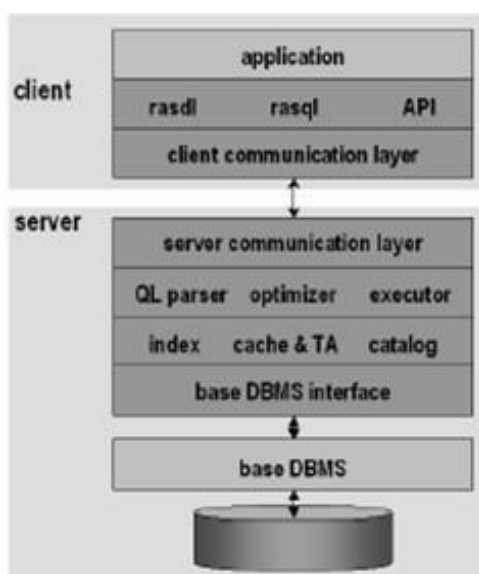 application
client
rasdl rasql API
client communication layer
server
server communication layer
QL parser optimizer executor
index cache & TA catalog
base DBMS interface
base DBMS